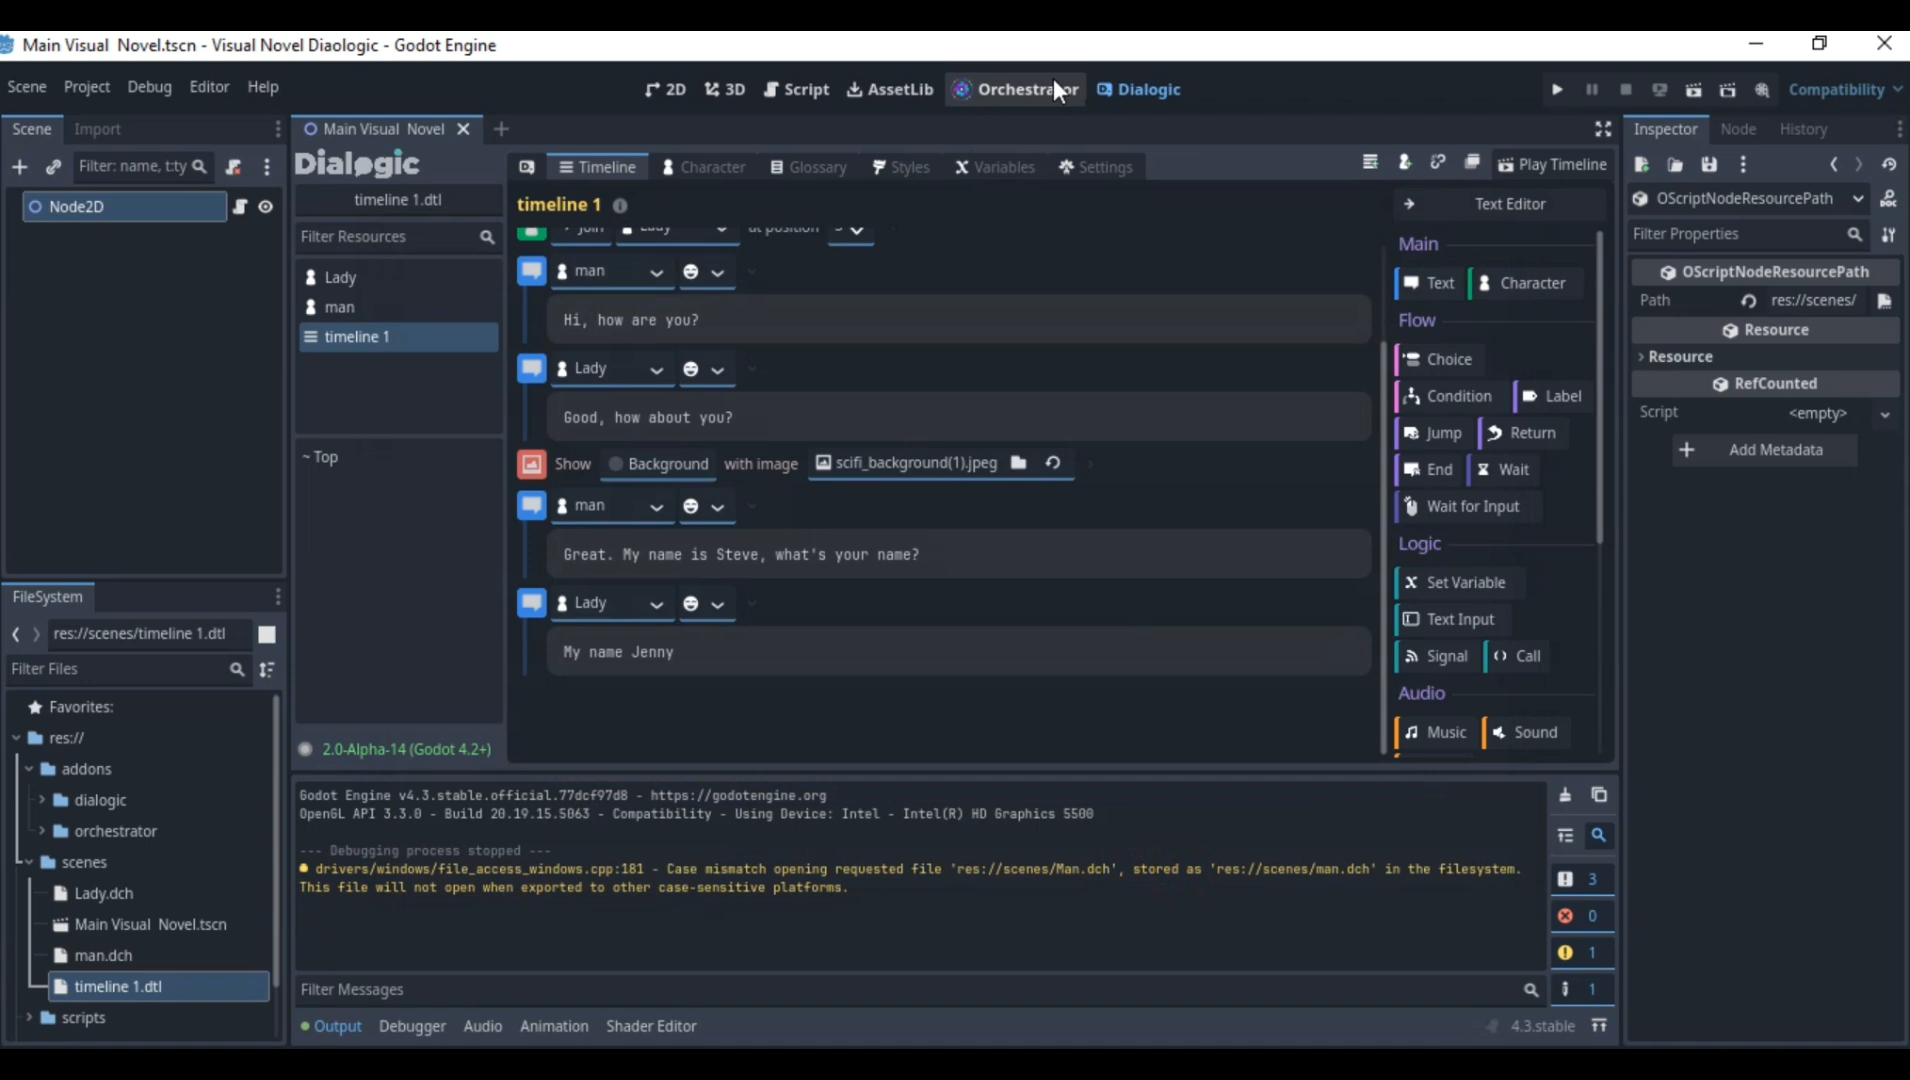 Main Visual  Novel.tscn - Visual Novel Diaologic - Godot Engine
Scene Project Debug Editor Help
2D 3D Script AssetLib Orchestrator Dialogic
Compatibility
Scene Import
Main Visual  Novel
Inspector Node History
Filter: name, t:ty
Dialogic
Timeline Character Glossary Styles Variables Settings
Play Timeline
Node2D
timeline 1.dtl
timeline 1
Text Editor
OScriptNodeResourcePath
DOC
Filter Resources
Join Lady at position
Filter Properties
Lady
man
timeline 1
man
Hi, how are you?
Lady
Good, how about you?
Show Background with image scifi_background(1).jpeg
man
Great. My name is Steve, what's your name?
Lady
My name Jenny
Main
Text Character
Flow
Choice
Condition Label
Jump Return
End Wait
Wait for Input
Logic
Set Variable
Text Input
Signal Call
Audio
Music Sound
OScriptNodeResourcePath
Path res://scenes/
Resource
Resource
RefCounted
Script <empty>
Add Metadata
~ Top
2.0-Alpha-14 (Godot 4.2+)
FileSystem
res://scenes/timeline 1.dtl
Filter Files
Favorites:
res://
addons
dialogic
orchestrator
scenes
Lady.dch
Main Visual  Novel.tscn
man.dch
timeline 1.dtl
scripts
Godot Engine v4.3.stable.official.77dcf97d8 - https://godotengine.org
OpenGL API 3.3.0 - Build 20.19.15.5063 - Compatibility - Using Device: Intel - Intel(R) HD Graphics 5500
--- Debugging process stopped ---
drivers/windows/file_access_windows.cpp:181 - Case mismatch opening requested file 'res://scenes/Man.dch', stored as 'res://scenes/man.dch' in the filesystem.
This file will not open when exported to other case-sensitive platforms.
3
0
1
1
Filter Messages
Output Debugger Audio Animation Shader Editor
4.3.stable